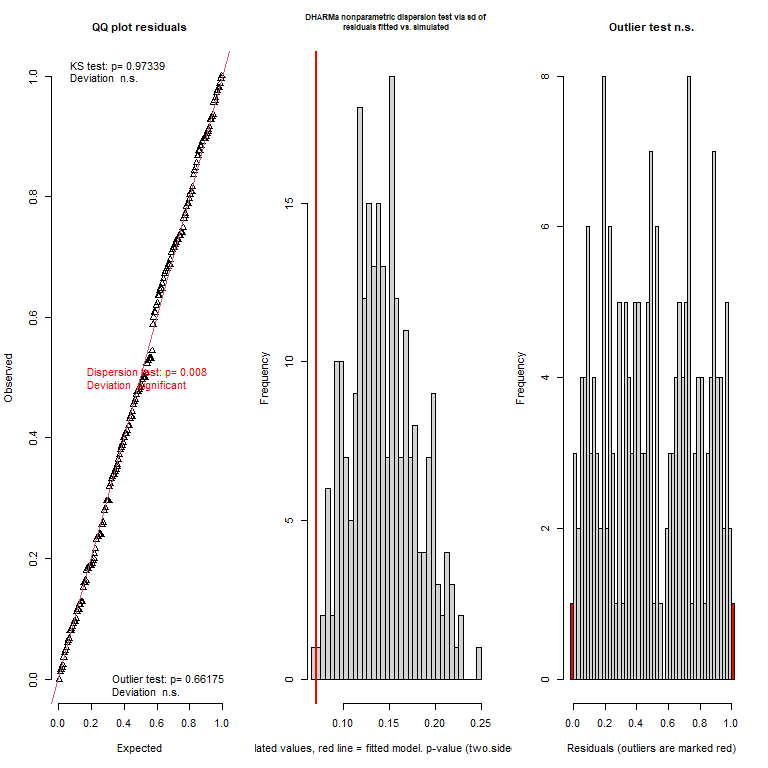 QQ plot residuals
KS test: p= 0.97339
Deviation n.s.
Dispersion test: p= 0.008
Deviation significant
Outlier test: p= 0.66175
Deviation n.s.
Observed
0.0
0.2
0.4
0.6
0.8
1.0
0.0 0.2 0.4 0.6 0.8 1.0
Expected
DHARMa nonparametric dispersion test via sd of
residuals fitted vs. simulated
Frequency
0
5
10
15
0.10 0.15 0.20 0.25
lated values, red line = fitted model. p-value (two.side
Outlier test n.s.
Frequency
0
2
4
6
8
0.0 0.2 0.4 0.6 0.8 1.0
Residuals (outliers are marked red)